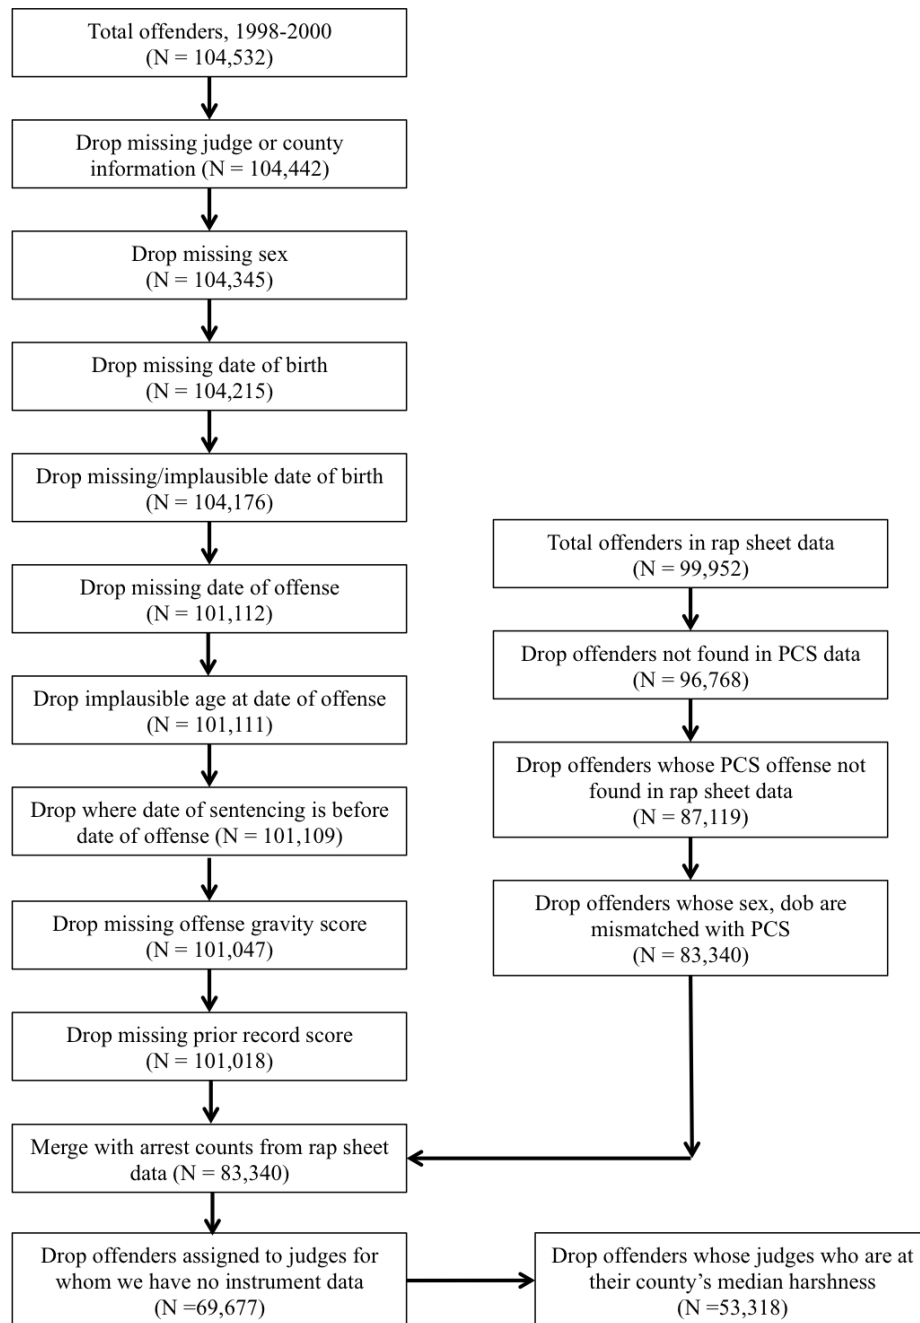 Total offenders, 1998-2000
(N = 104,532)
Drop missing judge or county
information (N = 104,442)
Drop missing sex
(N = 104,345)
Drop missing date of birth
(N = 104,215)
Drop missing/implausible date of birth
(N = 104,176)
Drop missing date of offense
(N = 101,112)
Drop implausible age at date of offense
(N = 101,111)
Drop where date of sentencing is before
date of offense (N = 101,109)
Drop missing offense gravity score
(N = 101,047)
Drop missing prior record score
(N = 101,018)
Merge with arrest counts from rap sheet
data (N = 83,340)
Drop offenders assigned to judges for
whom we have no instrument data
(N =69,677)
Total offenders in rap sheet data
(N = 99,952)
Drop offenders not found in PCS data
(N = 96,768)
Drop offenders whose PCS offense not
found in rap sheet data
(N = 87,119)
Drop offenders whose sex, dob are
mismatched with PCS
(N = 83,340)
Drop offenders whose judges who are at
their county's median harshness
(N =53,318)